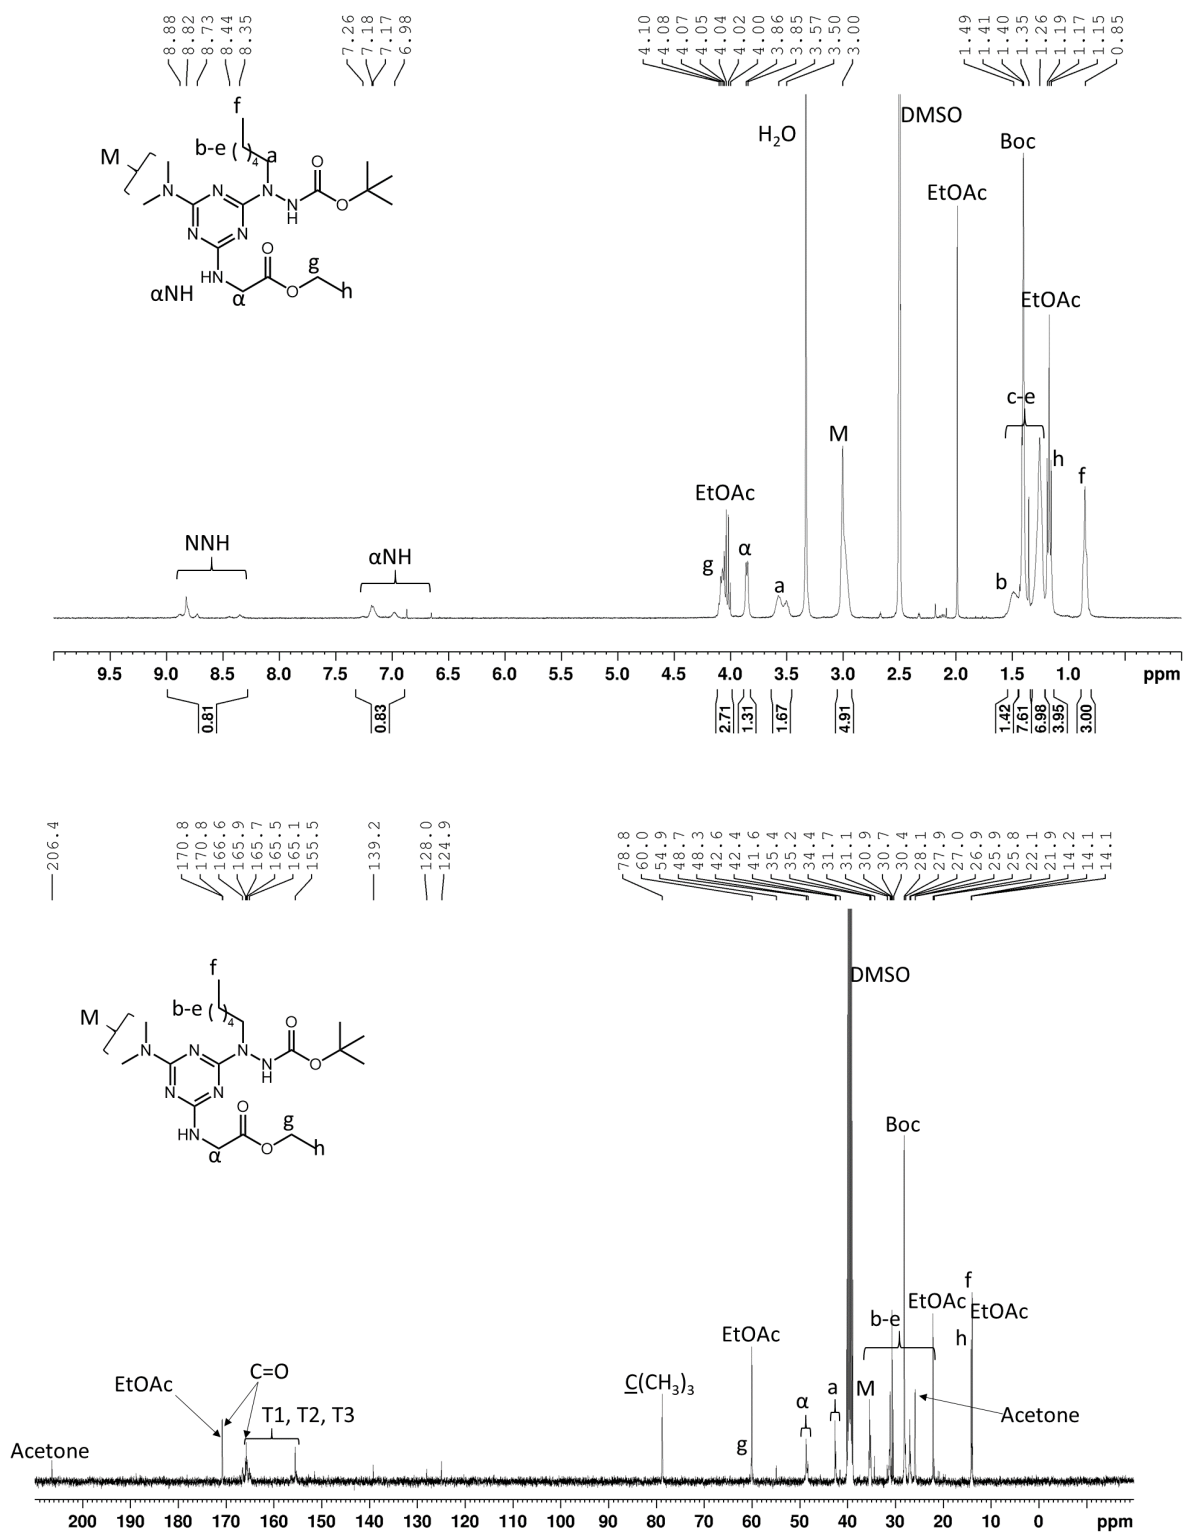 8.88 8.82 8.73 8.44 8.35 7.26 7.18 7.17 6.98 4.10 4.08 4.07 4.05 4.04 4.02 4.00 3.86 3.85 3.57 3.50 3.00 1.49 1.41 1.40 1.35 1.26 1.19 1.17 1.15 0.85
f
b-e ( )4 a
M
N N N O
N N O
N N H
HN O
O
g
h
αNH
α
H2O
DMSO
Boc
EtOAc
EtOAc
c-e
M
h
f
EtOAc
NNH
αNH
g
α
a
b
9.5 9.0 8.5 8.0 7.5 7.0 6.5 6.0 5.5 5.0 4.5 4.0 3.5 3.0 2.5 2.0 1.5 1.0 ppm
0.81 0.83 2.71 1.31 1.67 4.91 1.42 7.61 6.98 3.95 3.00
206.4 170.8 170.8 166.6 165.9 165.7 165.5 165.1 155.5 139.2 128.0 124.9 78.8 60.0 54.9 48.7 48.3 42.6 42.4 41.6 35.4 35.2 34.4 31.7 31.1 30.9 30.7 30.4 28.1 27.9 27.0 26.9 25.9 25.8 22.1 21.9 14.2 14.1 14.1
f
b-e ( )4
M
N N N O
N N O
N N H
HN O
O
g
h
α
DMSO
Boc
f
EtOAc EtOAc
b-e
h
EtOAc
C=O
EtOAc
C(CH3)3
α
a
M
T1, T2, T3
Acetone
Acetone
g
200 190 180 170 160 150 140 130 120 110 100 90 80 70 60 50 40 30 20 10 0 ppm